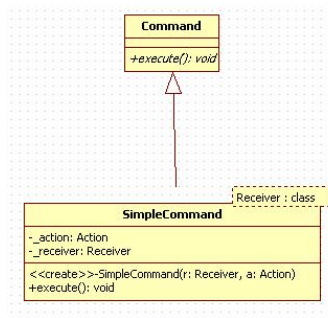 Command
+execute(): void
Receiver : class
SimpleCommand
-_action: Action
-_receiver: Receiver
<<create>>-SimpleCommand(r: Receiver, a: Action)
+execute(): void